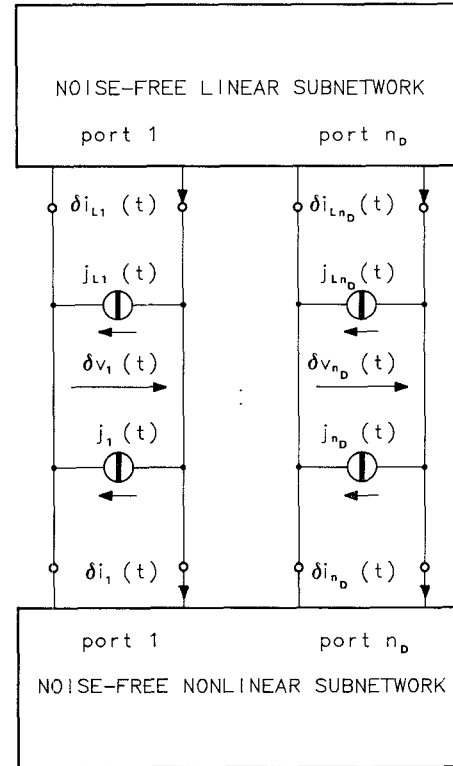 NOISE-FREE LINEAR SUBNETWORK
port 1 port n_D
δi_L1 (t) δi_Ln_D (t)
j_L1 (t) j_Ln_D (t)
δv_1 (t) δv_n_D (t)
:
j_1 (t) j_n_D (t)
δi_1 (t) δi_n_D (t)
port 1 port n_D
NOISE-FREE NONLINEAR SUBNETWORK